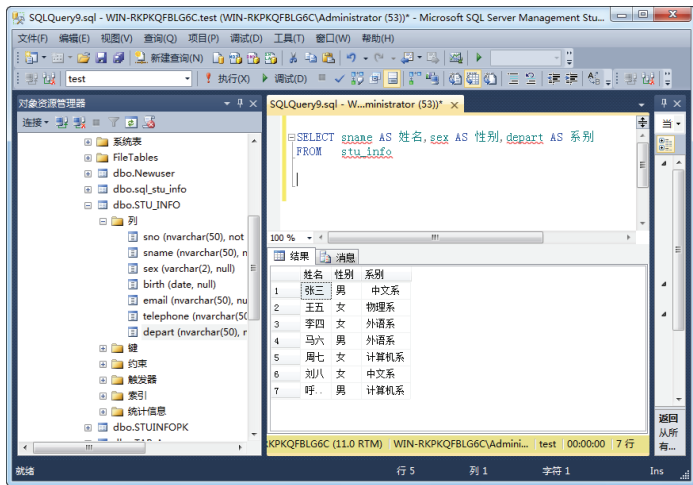 SQLQuery9.sql - WIN-RKPKQFBLG6C.test (WIN-RKPKQFBLG6C\Administrator (53))* - Microsoft SQL Server Management Stu...
文件(F) 编辑(E) 视图(V) 查询(Q) 项目(P) 调试(D) 工具(T) 窗口(W) 帮助(H)
新建查询(N)
test 执行(X) 调试(D)
对象资源管理器
连接
系统表
FileTables
dbo.Newuser
dbo.sql_stu_info
dbo.STU_INFO
列
sno (nvarchar(50), not
sname (nvarchar(50), n
sex (varchar(2), null)
birth (date, null)
email (nvarchar(50), nu
telephone (nvarchar(50
depart (nvarchar(50), r
键
约束
触发器
索引
统计信息
dbo.STUINFOPK
SQLQuery9.sql - W...ministrator (53))*
SELECT sname AS 姓名,sex AS 性别,depart AS 系别
FROM stu_info
100 %
结果 消息
姓名 性别 系别
1 张三 男 中文系
2 王五 女 物理系
3 李四 女 外语系
4 马六 男 外语系
5 周七 女 计算机系
6 刘八 女 中文系
7 呼.. 男 计算机系
KPKQFBLG6C (11.0 RTM) WIN-RKPKQFBLG6C\Admini... test 00:00:00 7 行
当
返回
从所
有...
就绪 行 5 列 1 字符 1 Ins